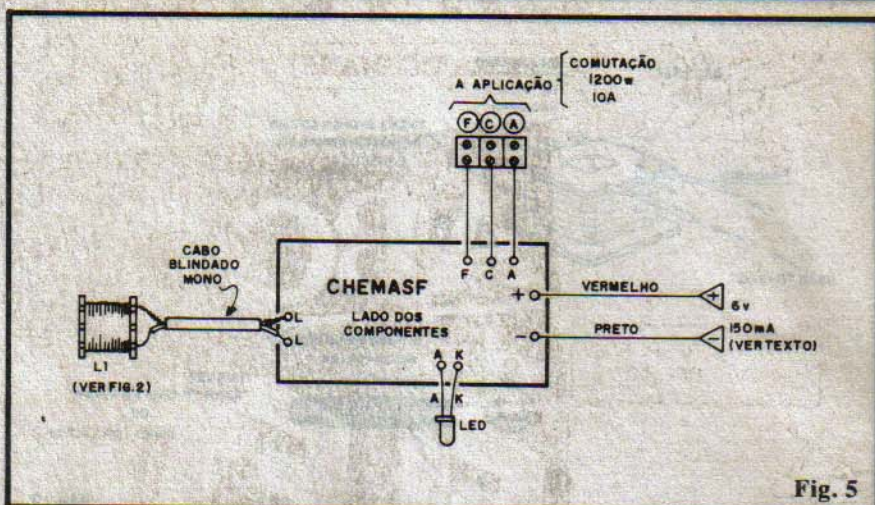 COMUTAÇÃO
1200w
10A
A APLICAÇÃO
F C A
F C A
CABO
BLINDADO
MONO
CHEMASF
LADO DOS
COMPONENTES
L
L
L1
(VER FIG.2)
+ VERMELHO +
6v
- PRETO -
150mA
(VER TEXTO)
A K
A K
LED
Fig. 5